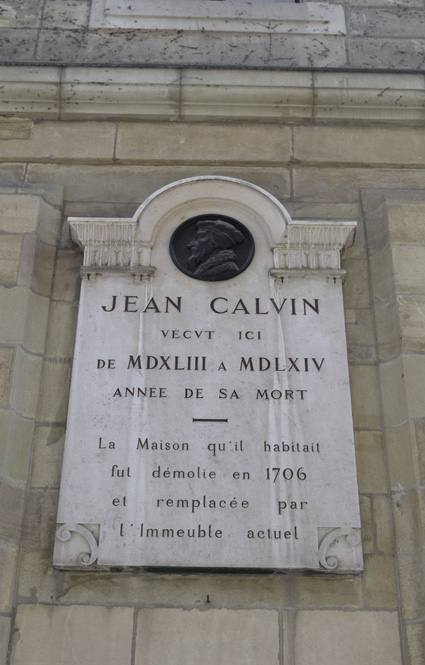 JEAN CALVIN
VECVT ICI
DE MDXLIII A MDLXIV
ANNEE DE SA MORT
La Maison qu'il habitait
fut démolie en 1706
et remplacée par
l'Immeuble actuel